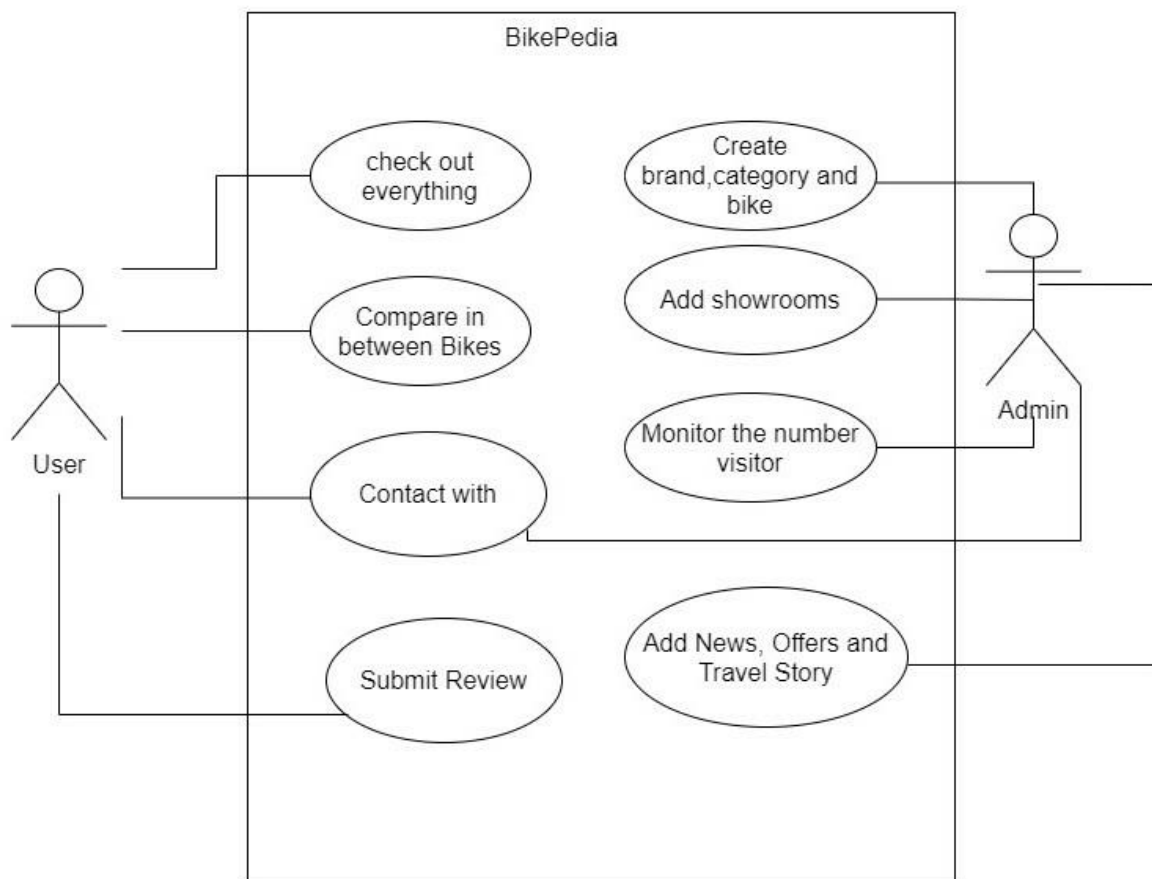 BikePedia
check out
everything
Create
brand,category and
bike
Compare in
between Bikes
Add showrooms
User
Admin
Contact with
Monitor the number
visitor
Submit Review
Add News, Offers and
Travel Story